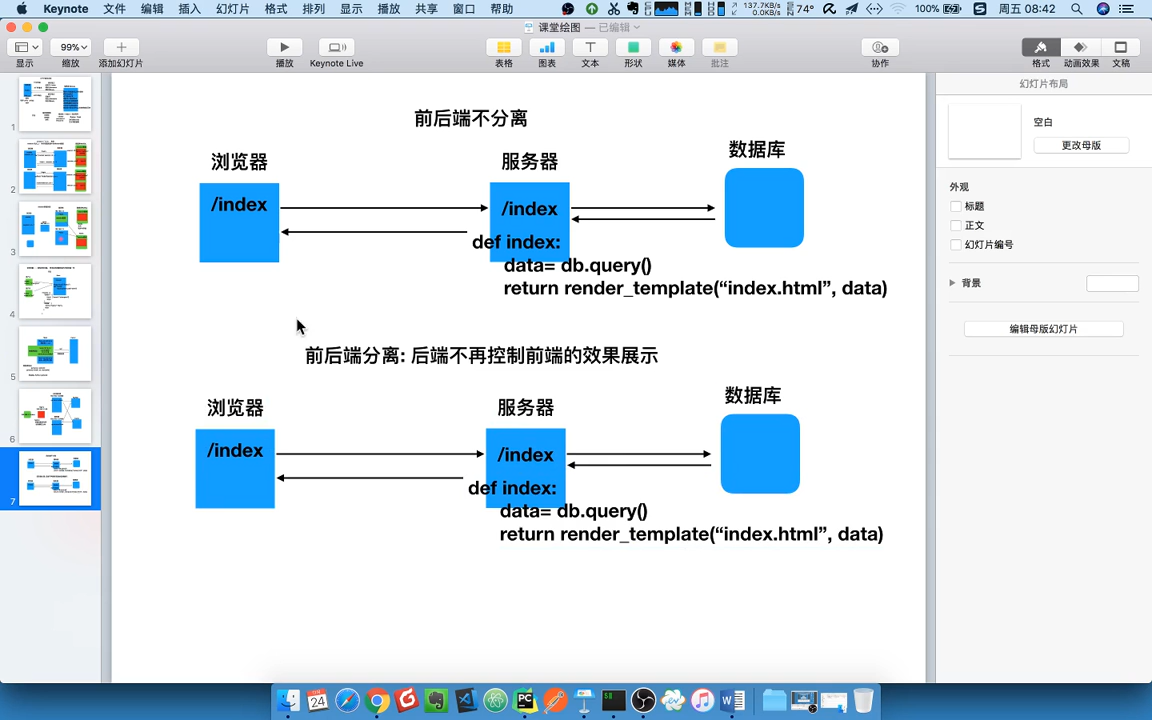 Keynote 文件 编辑 插入 幻灯片 格式 排列 显示 播放 共享 窗口 帮助 137.7KB/s 0.0KB/s 74° 100% 周五 08:42
课堂绘图 — 已编辑
99%
显示 缩放 添加幻灯片 播放 Keynote Live 表格 图表 文本 形状 媒体 批注 协作 格式 动画效果 文稿
幻灯片布局
空白
更改母版
外观
标题
正文
幻灯片编号
背景
编辑母版幻灯片
1
2
3
4
5
6
7
前后端不分离
浏览器 服务器 数据库
/index /index
def index:
data= db.query()
return render_template(“index.html”, data)
前后端分离: 后端不再控制前端的效果展示
浏览器 服务器 数据库
/index /index
def index:
data= db.query()
return render_template(“index.html”, data)